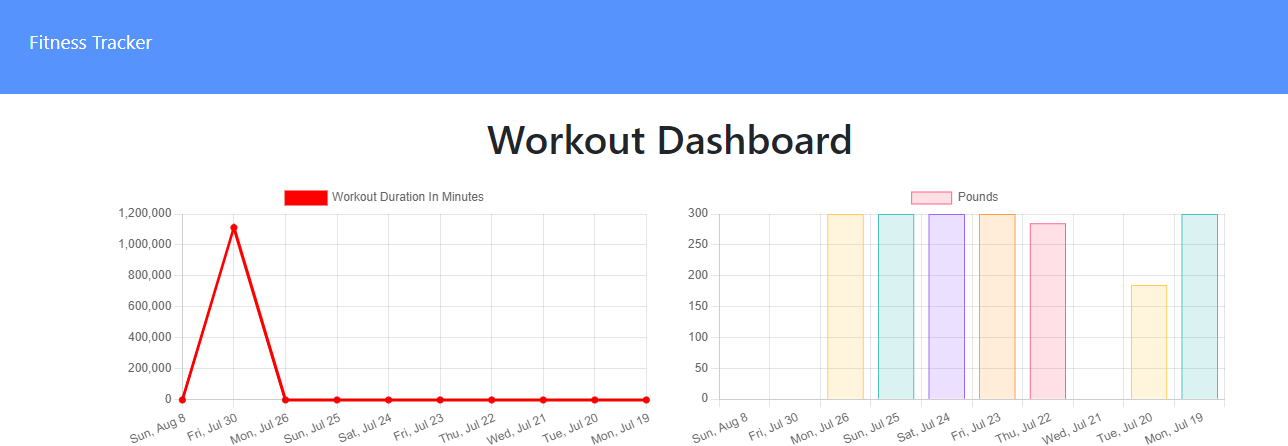 Fitness Tracker
Workout Dashboard
Workout Duration In Minutes
1,200,000
1,000,000
800,000
600,000
400,000
200,000
0
Sun, Aug 8
Fri, Jul 30
Mon, Jul 26
Sun, Jul 25
Sat, Jul 24
Fri, Jul 23
Thu, Jul 22
Wed, Jul 21
Tue, Jul 20
Mon, Jul 19
Pounds
300
250
200
150
100
50
0
Sun, Aug 8
Fri, Jul 30
Mon, Jul 26
Sun, Jul 25
Sat, Jul 24
Fri, Jul 23
Thu, Jul 22
Wed, Jul 21
Tue, Jul 20
Mon, Jul 19